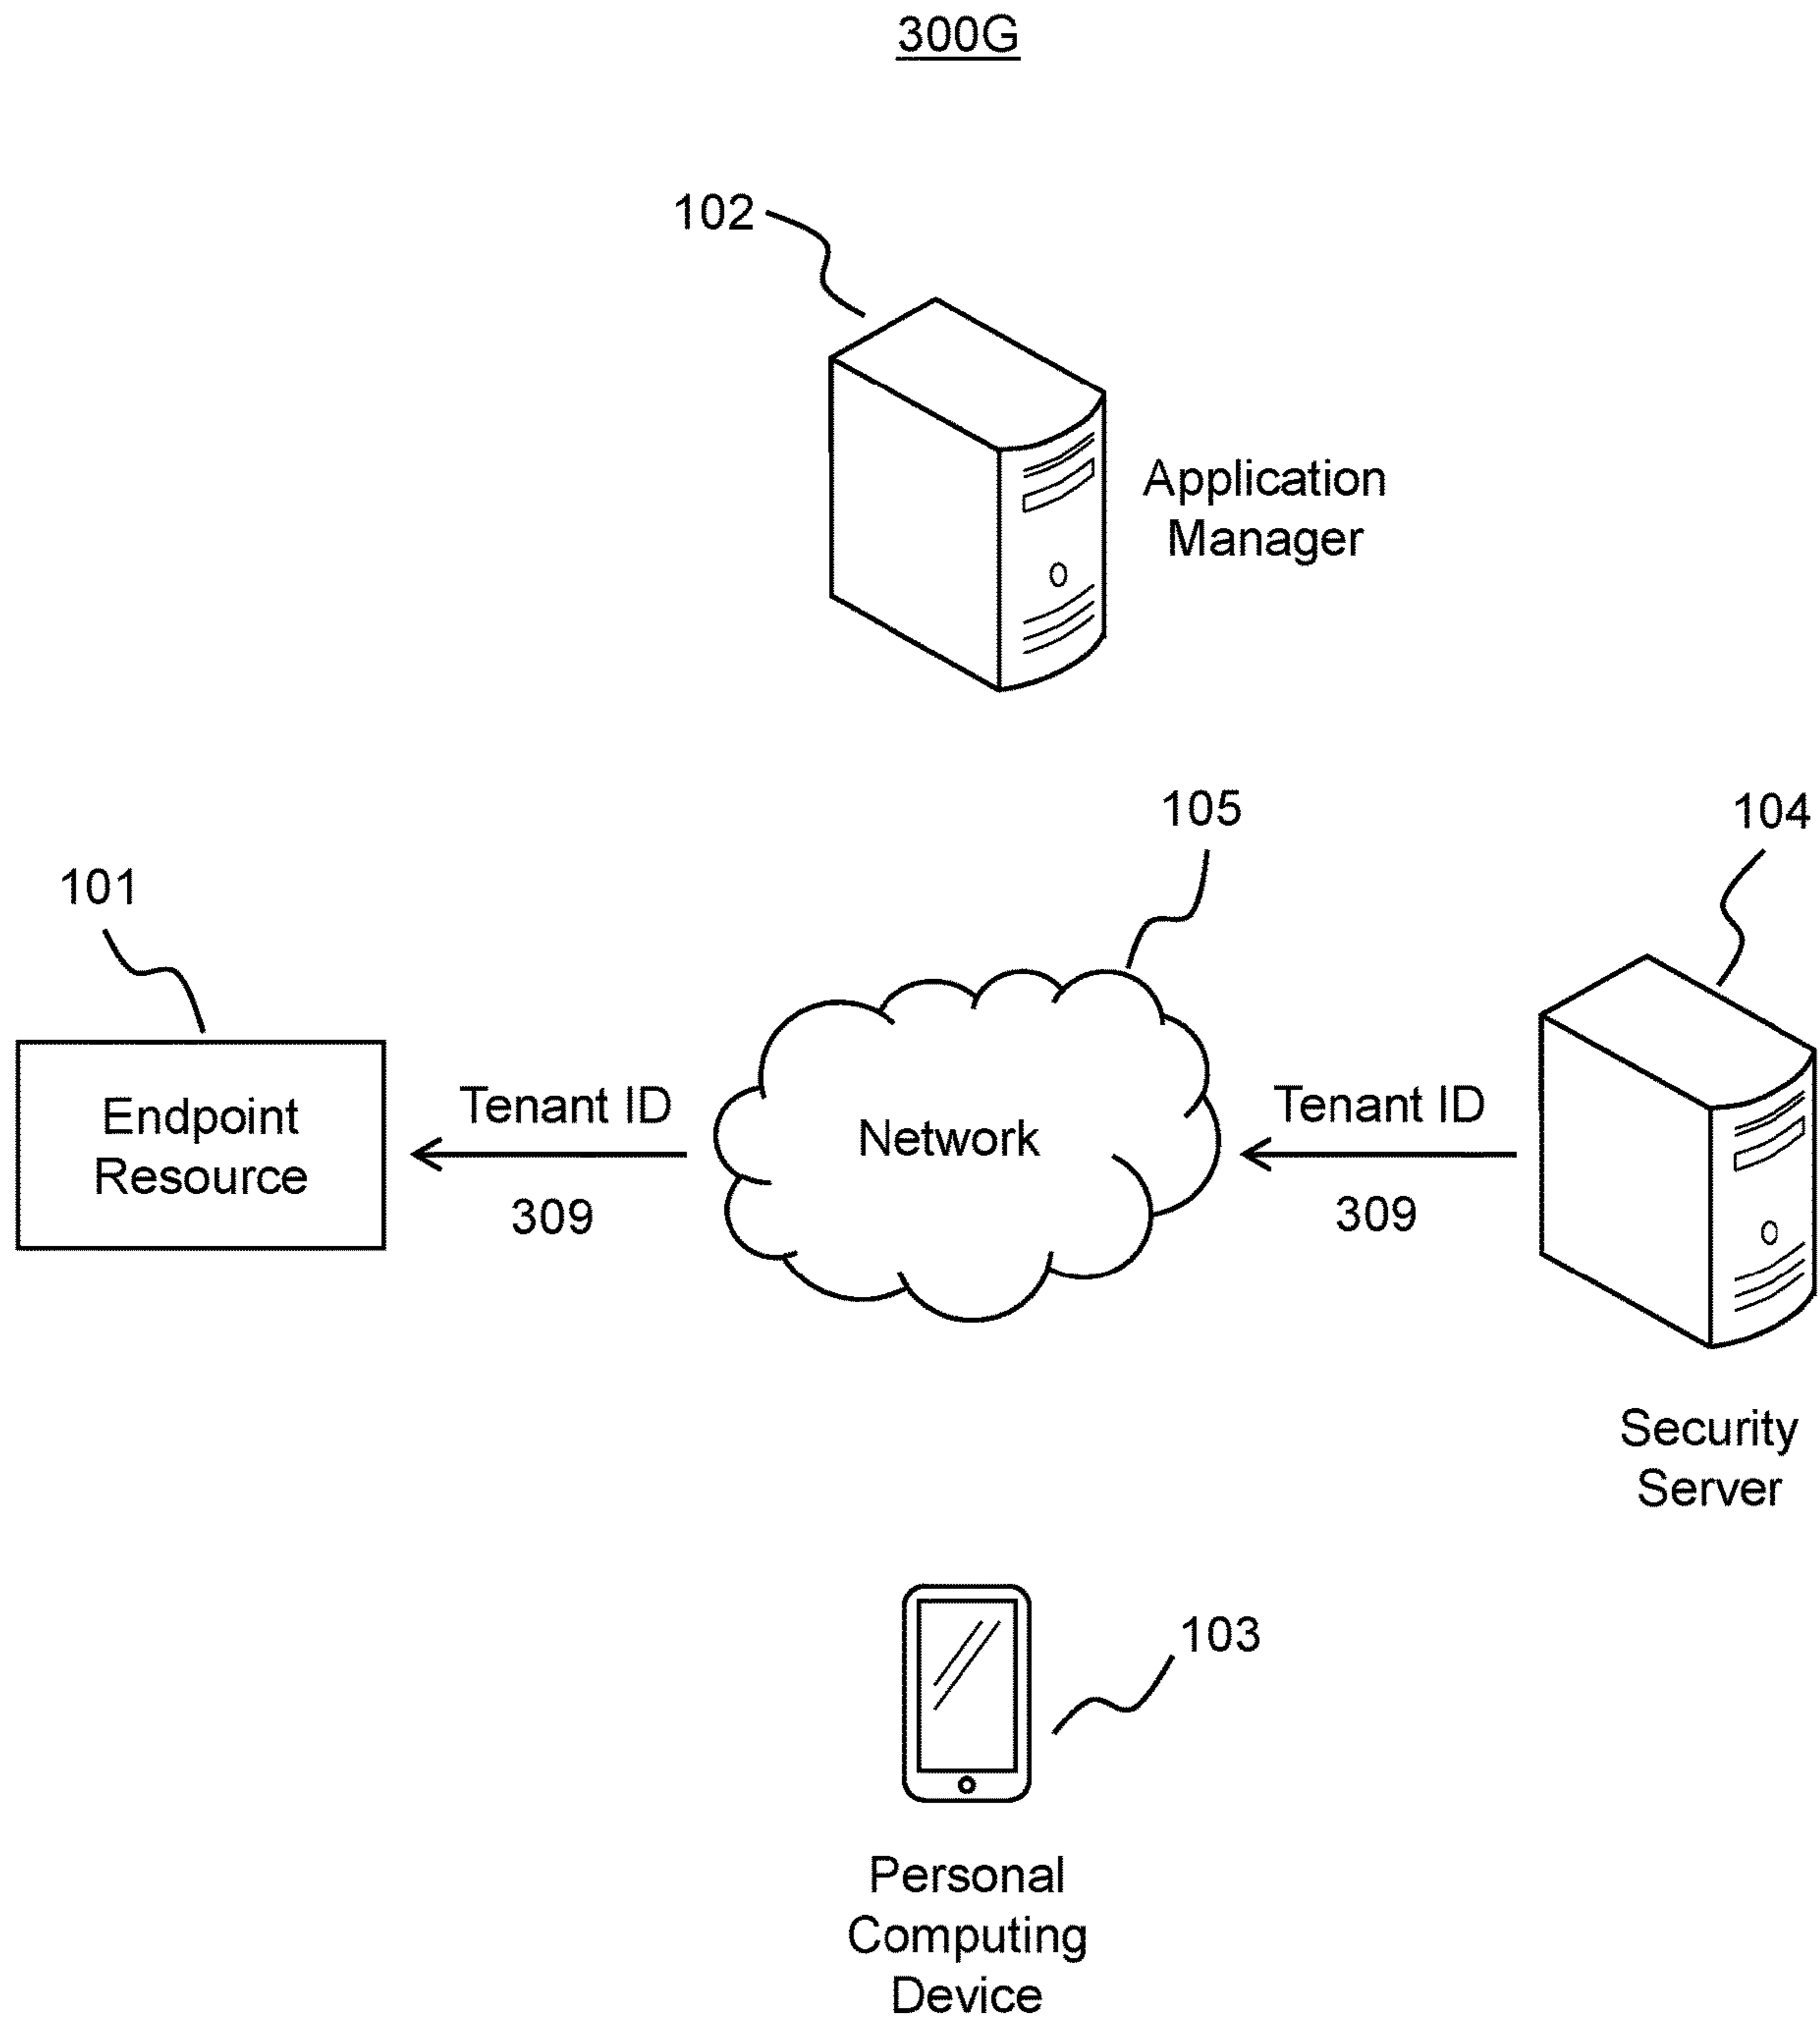 300G
102
Application
Manager
105
104
101
Endpoint
Resource
Tenant ID
309
Network
Tenant ID
309
Security
Server
103
Personal
Computing
Device